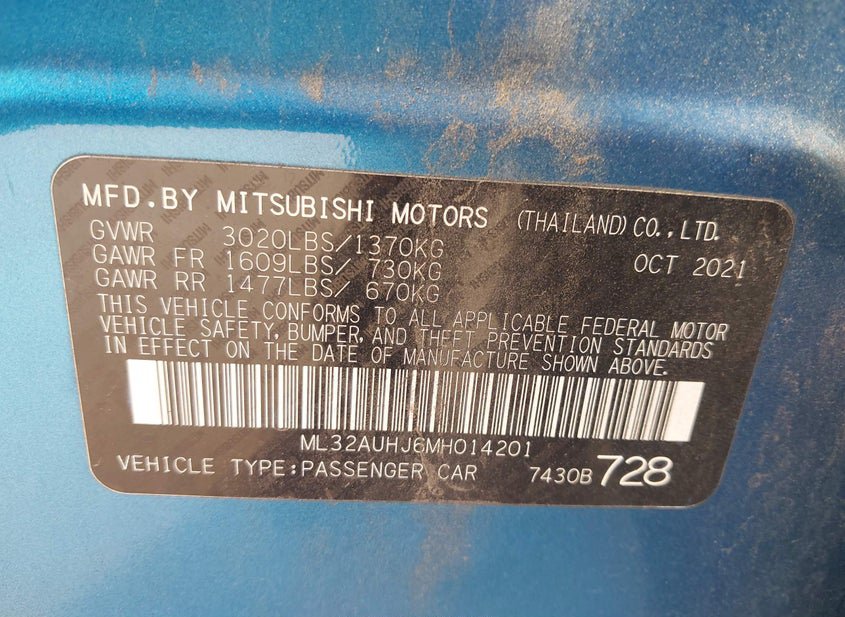 MFD.BY MITSUBISHI MOTORS (THAILAND) CO.,LTD.
GVWR 3020LBS/1370KG OCT 2021
GAWR FR 1609LBS/ 730KG
GAWR RR 1477LBS/ 670KG
THIS VEHICLE CONFORMS TO ALL APPLICABLE FEDERAL MOTOR
VEHICLE SAFETY, BUMPER, AND THEFT PREVENTION STANDARDS
IN EFFECT ON THE DATE OF MANUFACTURE SHOWN ABOVE.
ML32AUHJ6MH014201
VEHICLE TYPE:PASSENGER CAR 7430B 728